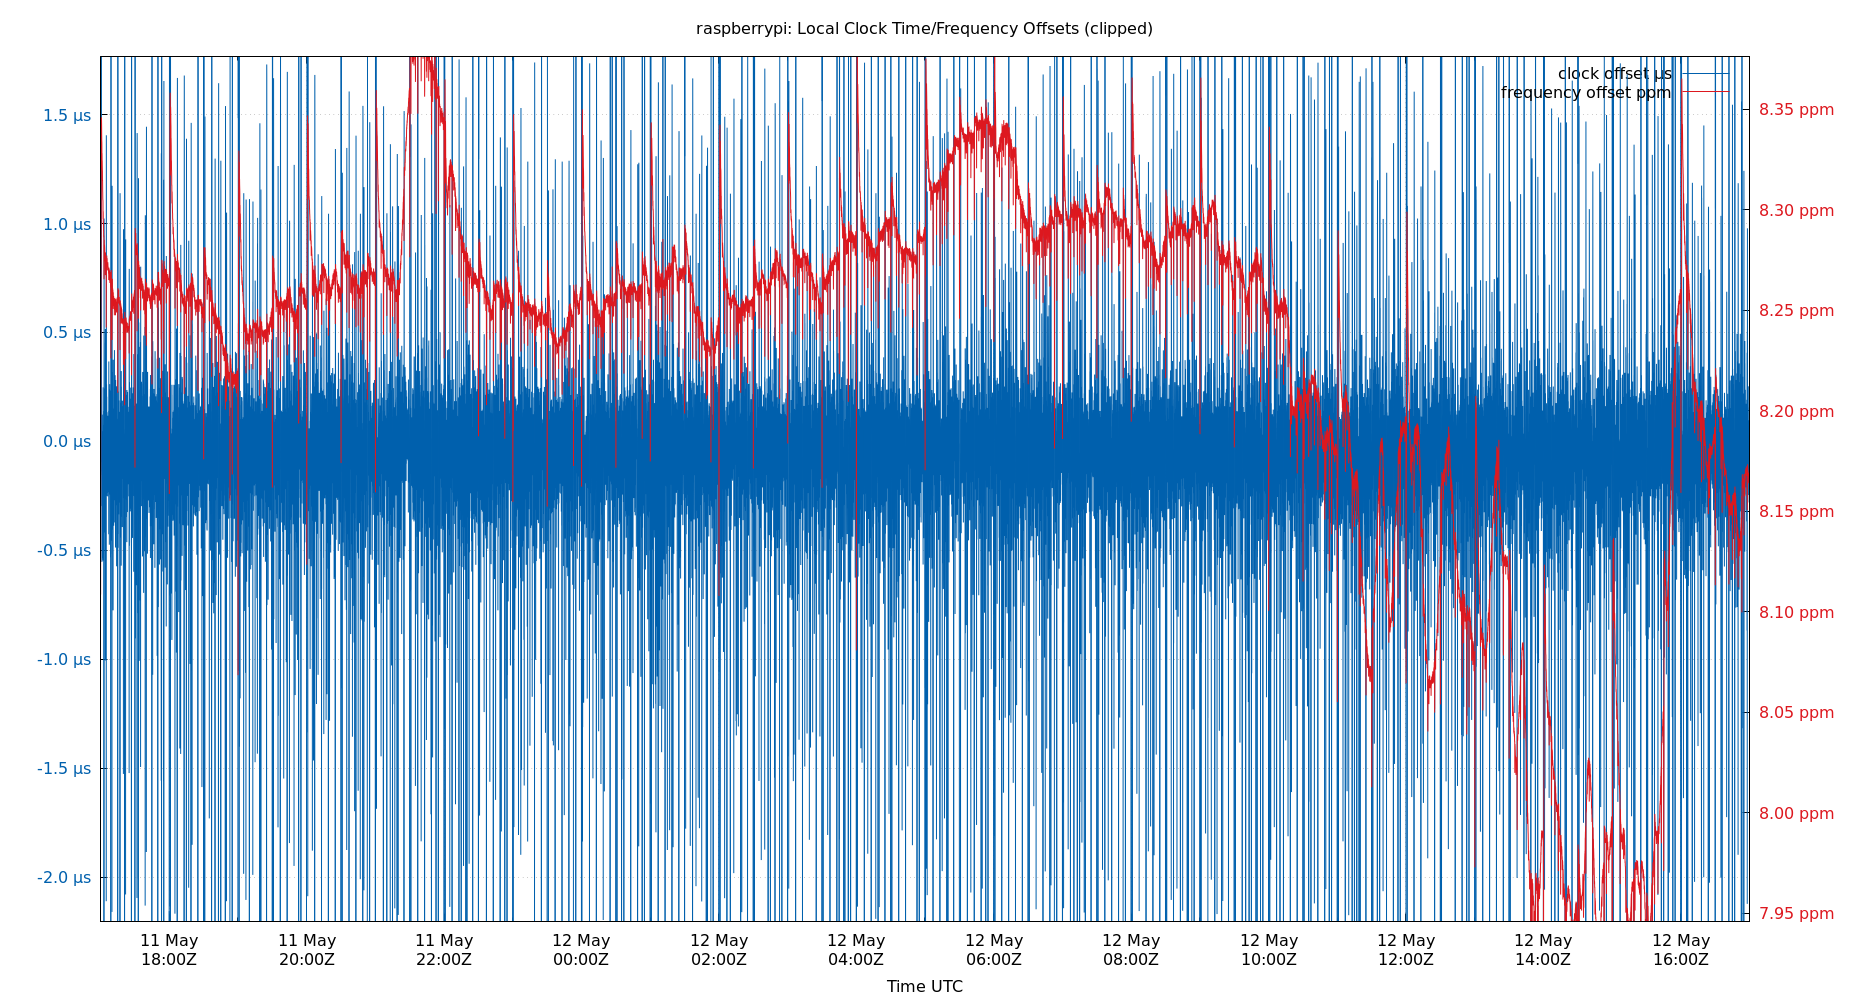 raspberrypi: Local Clock Time/Frequency Offsets (clipped)
clock offset µs
frequency offset ppm
1.5 µs
1.0 µs
0.5 µs
0.0 µs
-0.5 µs
-1.0 µs
-1.5 µs
-2.0 µs
8.35 ppm
8.30 ppm
8.25 ppm
8.20 ppm
8.15 ppm
8.10 ppm
8.05 ppm
8.00 ppm
7.95 ppm
11 May 11 May 11 May 12 May 12 May 12 May 12 May 12 May 12 May 12 May 12 May 12 May
18:00Z 20:00Z 22:00Z 00:00Z 02:00Z 04:00Z 06:00Z 08:00Z 10:00Z 12:00Z 14:00Z 16:00Z
Time UTC